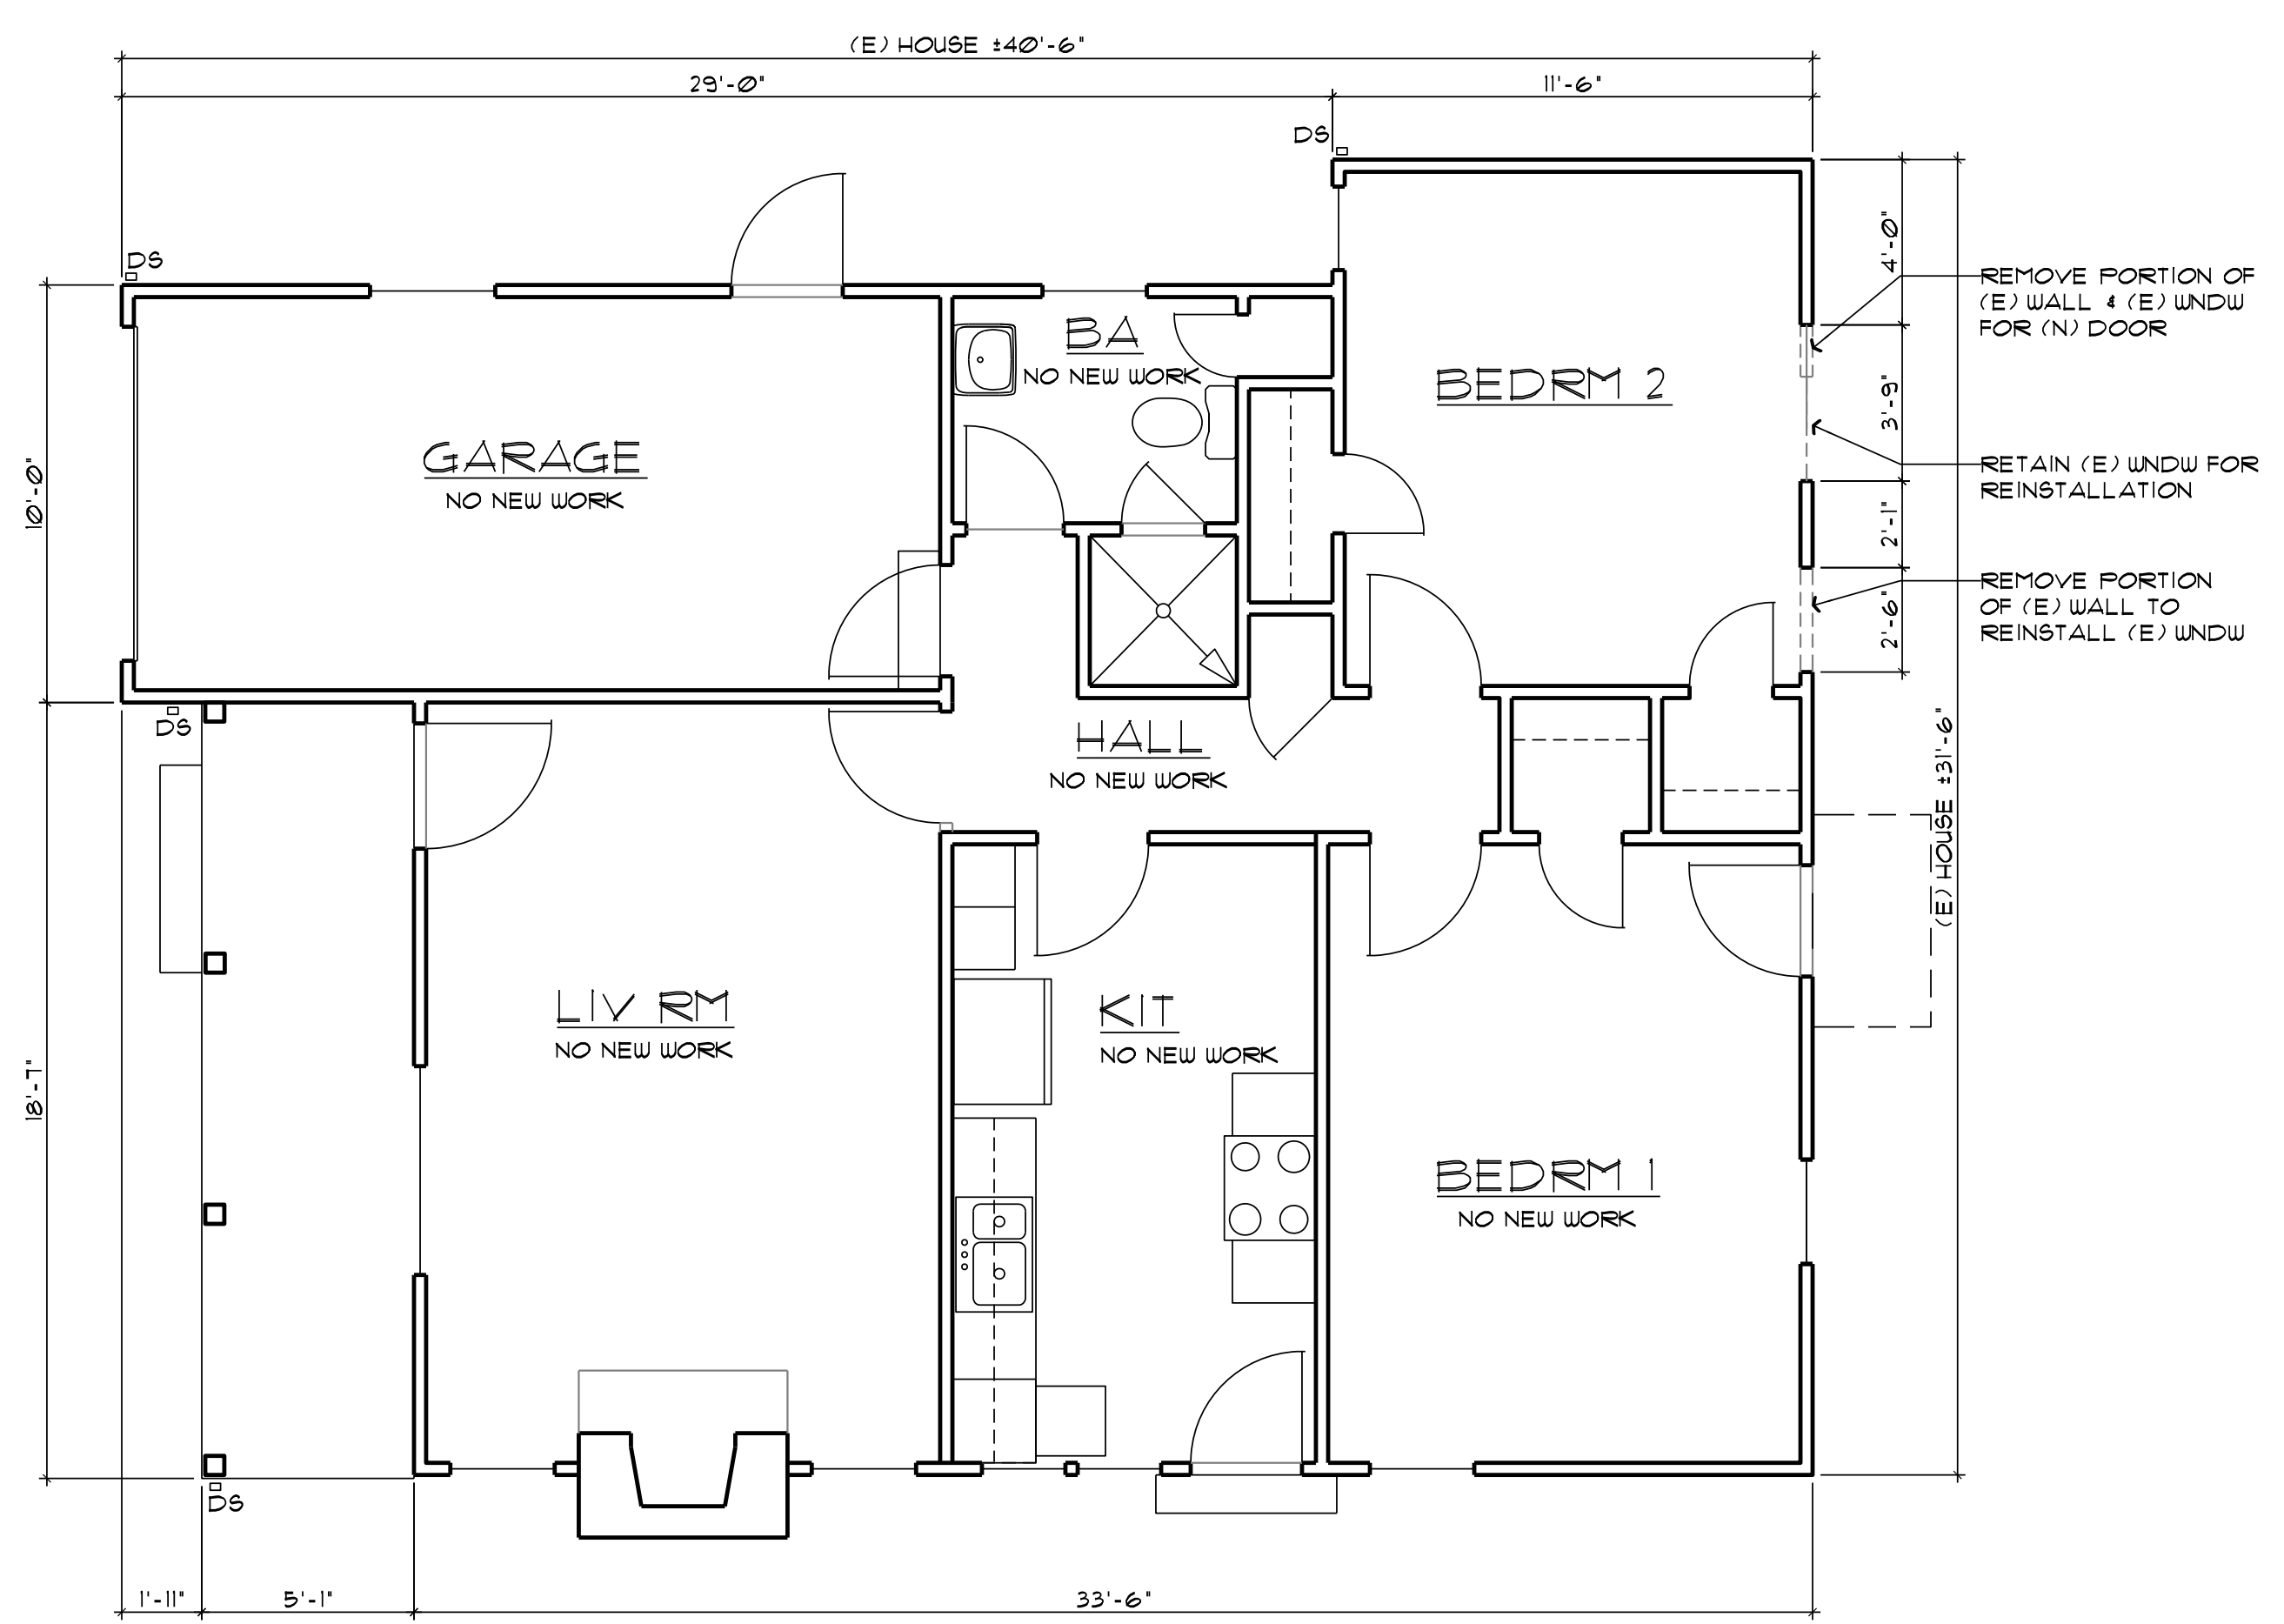 (E) HOUSE ±40'-6"
29'-0"
11'-6"
DS
DS
4'-0"
REMOVE PORTION OF
(E) WALL & (E) WNDW
FOR (N) DOOR
BA
NO NEW WORK
BEDRM 2
3'-9"
GARAGE
NO NEW WORK
10'-0"
RETAIN (E) WNDW FOR
REINSTALLATION
2'-1"
REMOVE PORTION
OF (E) WALL TO
REINSTALL (E) WNDW
2'-6"
DS
HALL
NO NEW WORK
(E) HOUSE ±31'-6"
LIV RM
NO NEW WORK
KIT
NO NEW WORK
18'-7"
BEDRM 1
NO NEW WORK
DS
1'-11"
5'-1"
33'-6"